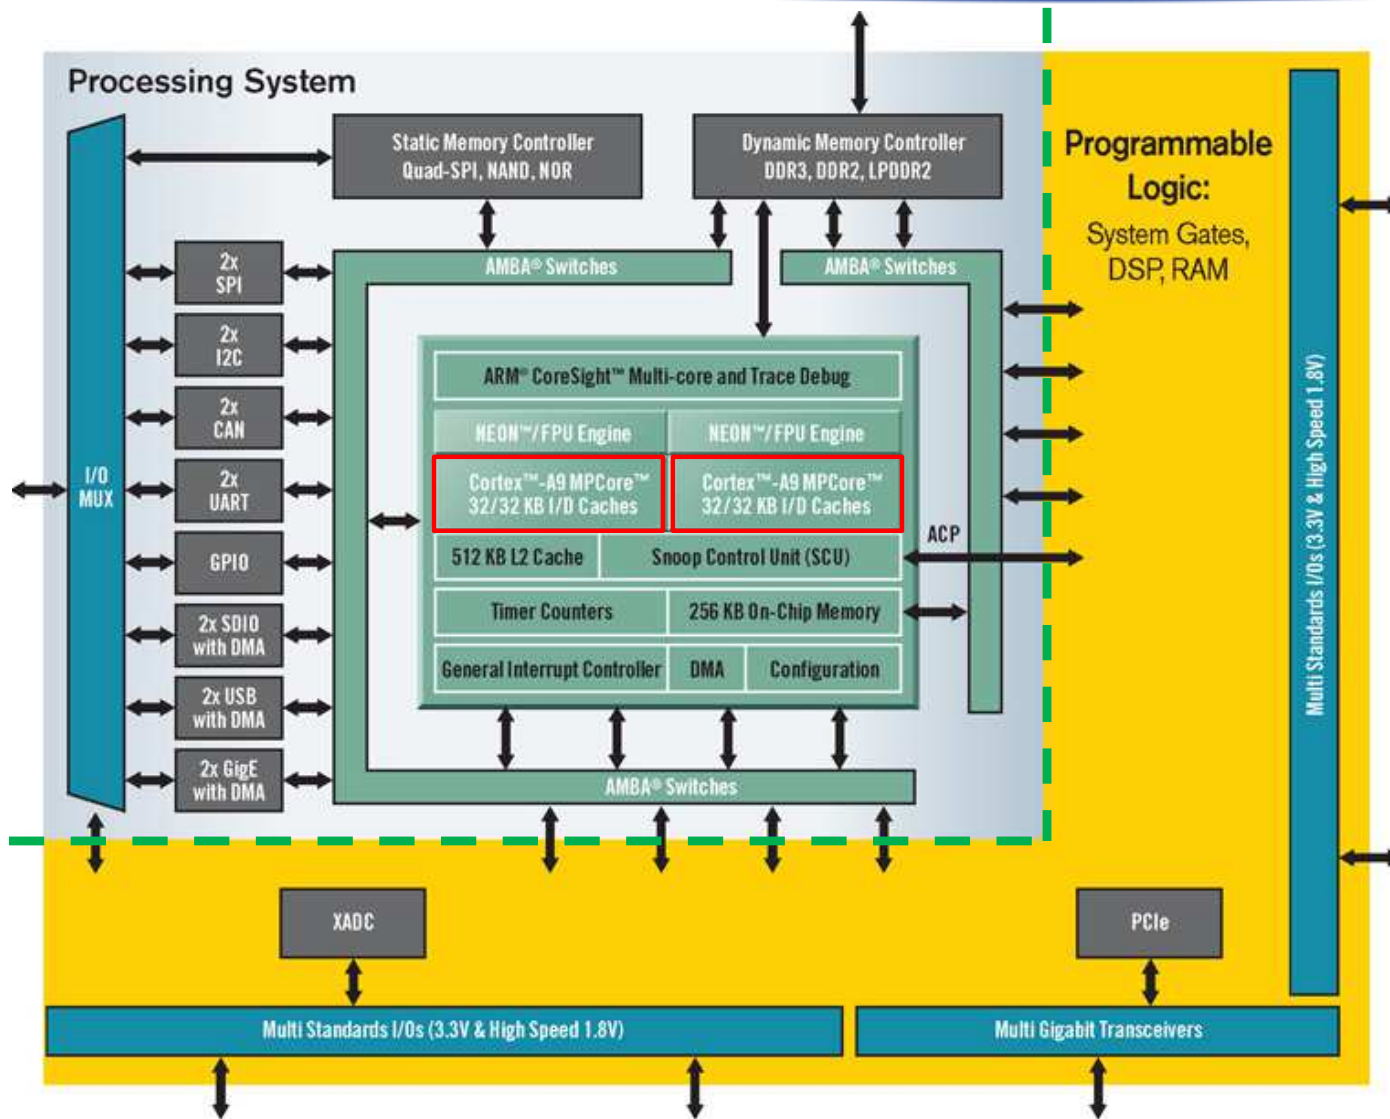 Processing System
Static Memory Controller
Quad-SPI, NAND, NOR
Dynamic Memory Controller
DDR3, DDR2, LPDDR2
Programmable
Logic:
System Gates,
DSP, RAM
AMBA® Switches
AMBA® Switches
2x
SPI
2x
I2C
2x
CAN
I/O
MUX
2x
UART
GPIO
2x SDIO
with DMA
2x USB
with DMA
2x GigE
with DMA
ARM® CoreSight™ Multi-core and Trace Debug
NEON™/FPU Engine
NEON™/FPU Engine
Cortex™-A9 MPCore™
32/32 KB I/D Caches
Cortex™-A9 MPCore™
32/32 KB I/D Caches
ACP
512 KB L2 Cache
Snoop Control Unit (SCU)
Timer Counters
256 KB On-Chip Memory
General Interrupt Controller
DMA
Configuration
AMBA® Switches
Multi Standards I/Os (3.3V & High Speed 1.8V)
XADC
PCIe
Multi Standards I/Os (3.3V & High Speed 1.8V)
Multi Gigabit Transceivers